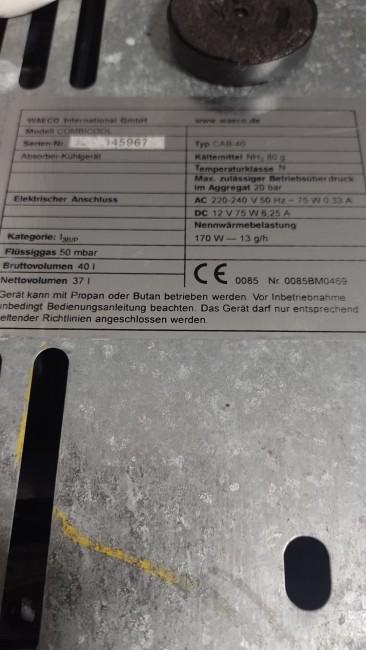 WAECO International GmbH www.waeco.de
Modell COMBICOOL
Serien-Nr. 345967 Typ CAB-40
Absorber-Kühlgerät Kältemittel NH₃ 80 g
Temperaturklasse N
Max. zulässiger Betriebsüberdruck
im Aggregat 20 bar
Elektrischer Anschluss AC 220-240 V 50 Hz - 75 W 0.33 A
DC 12 V 75 W 6,25 A
Nennwärmebelastung
Kategorie: I3B/P 170 W — 13 g/h
Flüssiggas 50 mbar
Bruttovolumen 40 l CE 0085 Nr. 0085BM0469
Nettovolumen 37 l
Gerät kann mit Propan oder Butan betrieben werden. Vor Inbetriebnahme
unbedingt Bedienungsanleitung beachten. Das Gerät darf nur entsprechend
eltender Richtlinien angeschlossen werden.